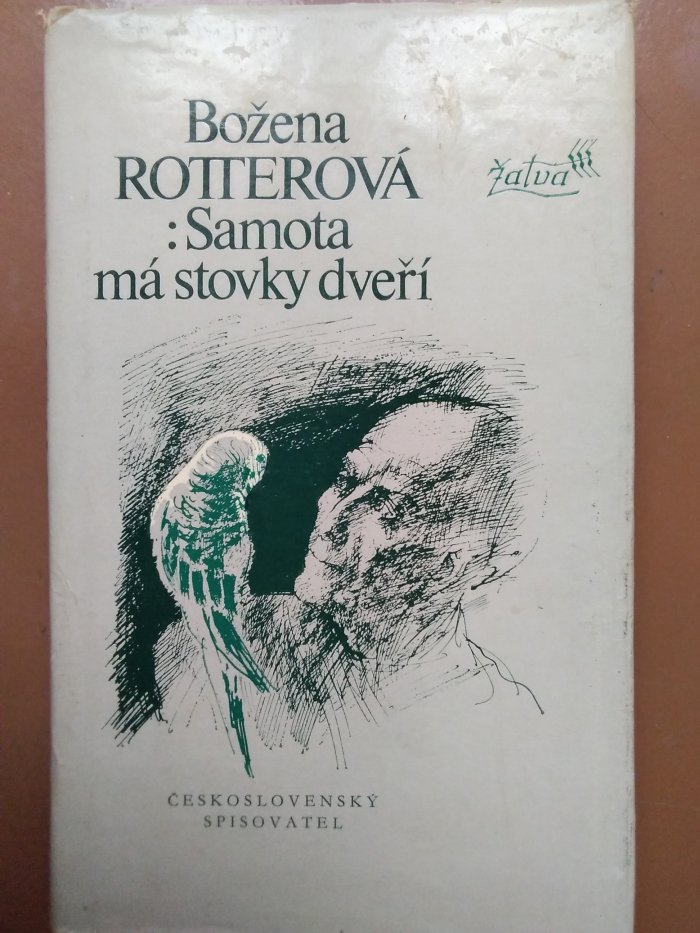 Božena
ROTTEROVÁ
: Samota
má stovky dveří
žatva
ČESKOSLOVENSKÝ
SPISOVATEL